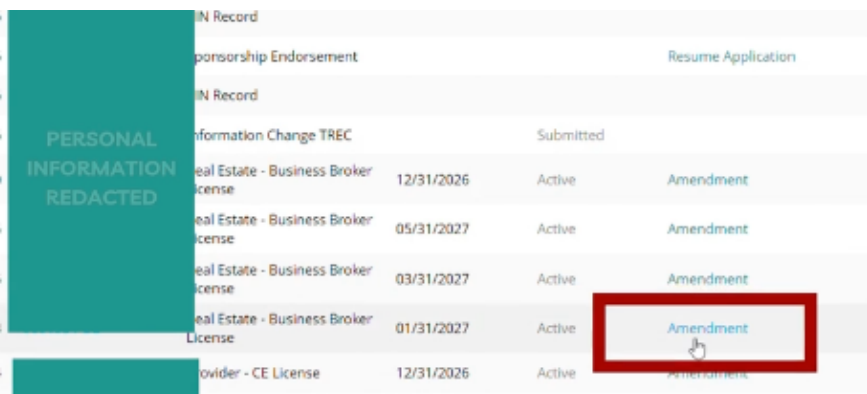 IN Record
ponsorship Endorsement Resume Application
IN Record
nformation Change TREC Submitted
PERSONAL
INFORMATION
REDACTED
eal Estate - Business Broker
icense 12/31/2026 Active Amendment
eal Estate - Business Broker
icense 05/31/2027 Active Amendment
eal Estate - Business Broker
icense 03/31/2027 Active Amendment
eal Estate - Business Broker
License 01/31/2027 Active Amendment
rovider - CE License 12/31/2026 Active Amendment